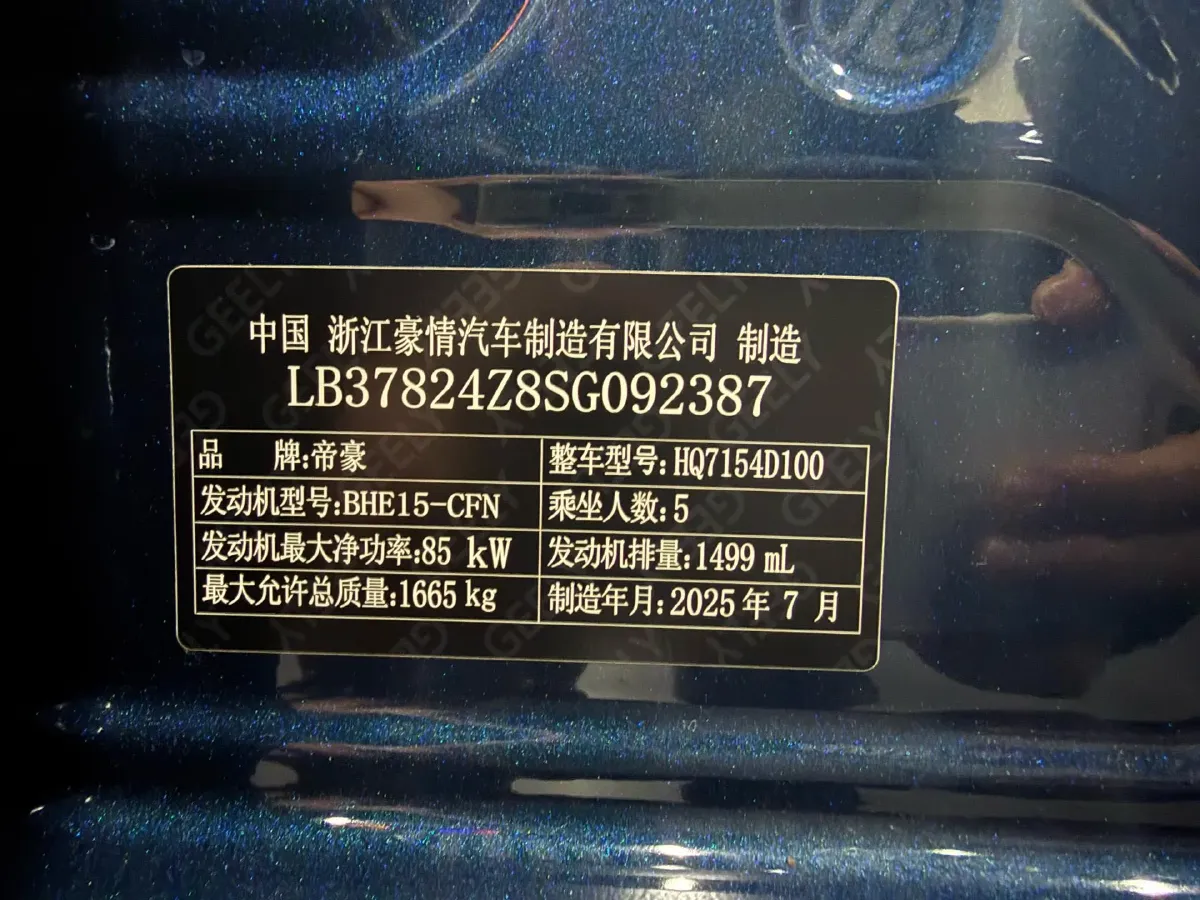 中国 浙江豪情汽车制造有限公司 制造
LB37824Z8SG092387
品 牌:帝豪 整车型号:HQ7154D100
发动机型号:BHE15-CFN 乘坐人数:5
发动机最大净功率:85 kW 发动机排量:1499 mL
最大允许总质量:1665 kg 制造年月:2025 年 7 月